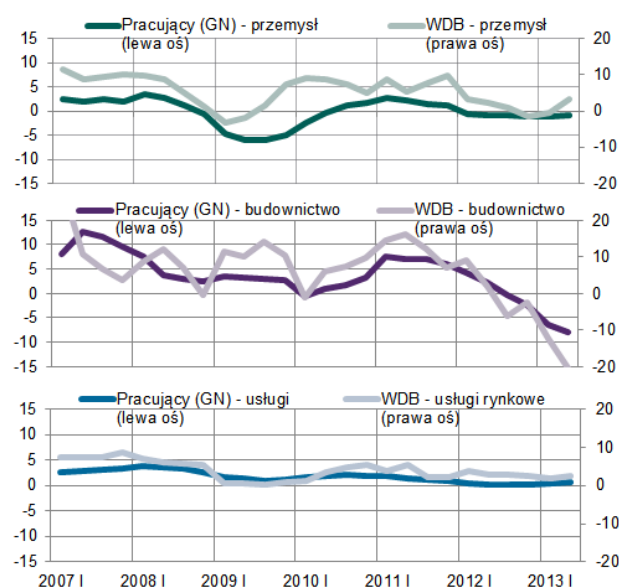 Pracujący (GN) - przemysł
(lewa oś)
WDB - przemysł
(prawa oś)
15
10
5
0
-5
-10
-15
20
10
0
-10
-20
Pracujący (GN) - budownictwo
(lewa oś)
WDB - budownictwo
(prawa oś)
15
10
5
0
-5
-10
-15
20
10
0
-10
-20
Pracujący (GN) - usługi
(lewa oś)
WDB - usługi rynkowe
(prawa oś)
15
10
5
0
-5
-10
-15
20
10
0
-10
-20
2007 I
2008 I
2009 I
2010 I
2011 I
2012 I
2013 I